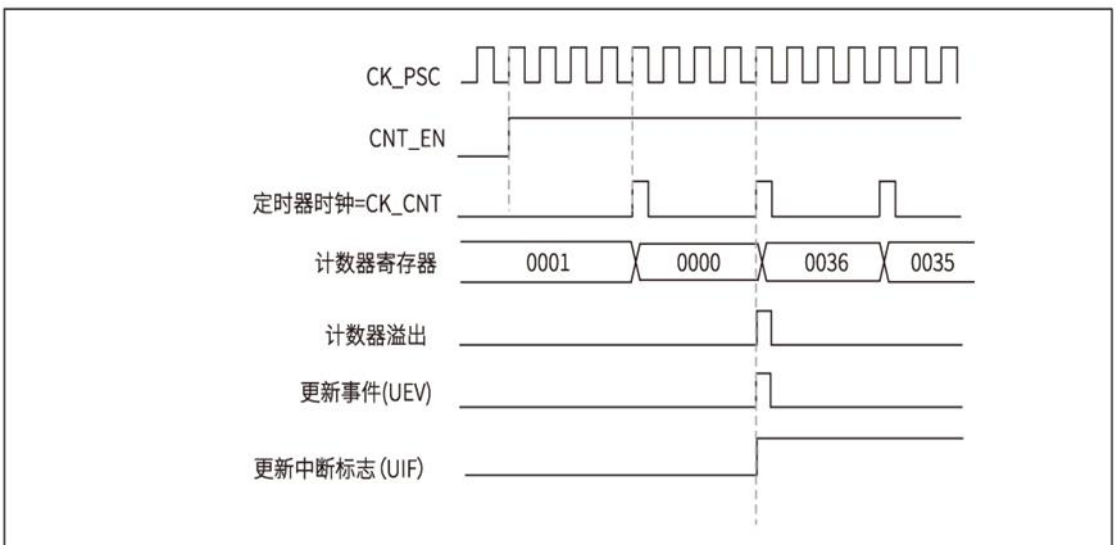 CK_PSC
CNT_EN
定时器时钟=CK_CNT
计数器寄存器 0001 0000 0036 0035
计数器溢出
更新事件(UEV)
更新中断标志(UIF)